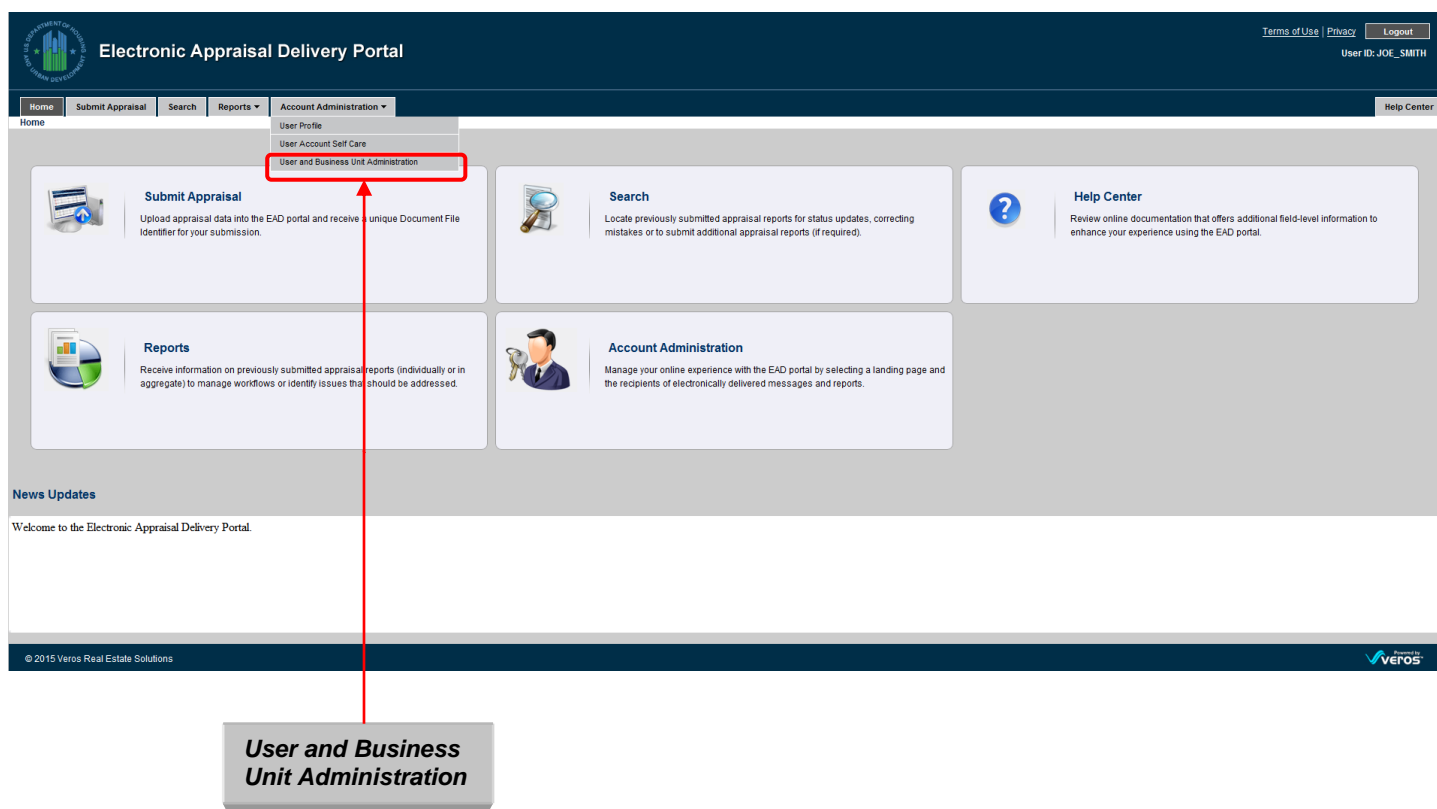 U.S. DEPARTMENT OF HOUSING AND URBAN DEVELOPMENT
Electronic Appraisal Delivery Portal
Terms of Use | Privacy Logout
User ID: JOE_SMITH
Home Submit Appraisal Search Reports Account Administration Help Center
Home
User Profile
User Account Self Care
User and Business Unit Administration
Submit Appraisal
Upload appraisal data into the EAD portal and receive a unique Document File
Identifier for your submission.
Search
Locate previously submitted appraisal reports for status updates, correcting
mistakes or to submit additional appraisal reports (if required).
Help Center
Review online documentation that offers additional field-level information to
enhance your experience using the EAD portal.
Reports
Receive information on previously submitted appraisal reports (individually or in
aggregate) to manage workflows or identify issues that should be addressed.
Account Administration
Manage your online experience with the EAD portal by selecting a landing page and
the recipients of electronically delivered messages and reports.
News Updates
Welcome to the Electronic Appraisal Delivery Portal.
© 2015 Veros Real Estate Solutions
Powered by
veros
User and Business
Unit Administration